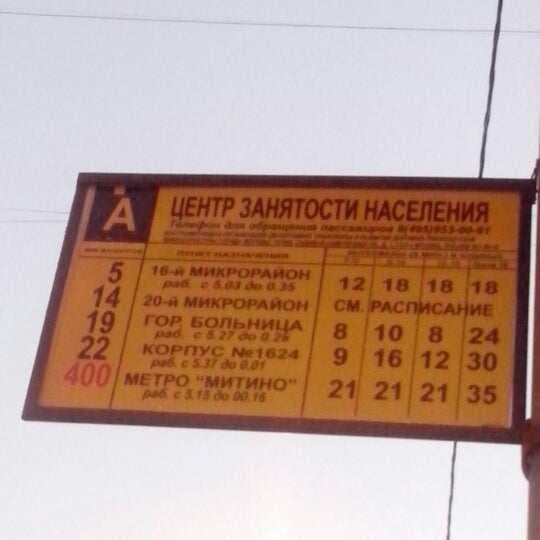 А
ЦЕНТР ЗАНЯТОСТИ НАСЕЛЕНИЯ
Телефон для обращения пассажиров 8(495)953-00-61
ПУНКТ НАЗНАЧЕНИЯ
5 16-й МИКРОРАЙОН 12 18 18 18
раб. с 5.03 до 0.35
14 20-й МИКРОРАЙОН СМ. РАСПИСАНИЕ
19 ГОР. БОЛЬНИЦА 8 10 8 24
раб. с 5.27 до 0.25
22 КОРПУС №1624 9 16 12 30
раб. с 5.37 до 0.01
400 МЕТРО "МИТИНО" 21 21 21 35
раб. с 5.15 до 00.16